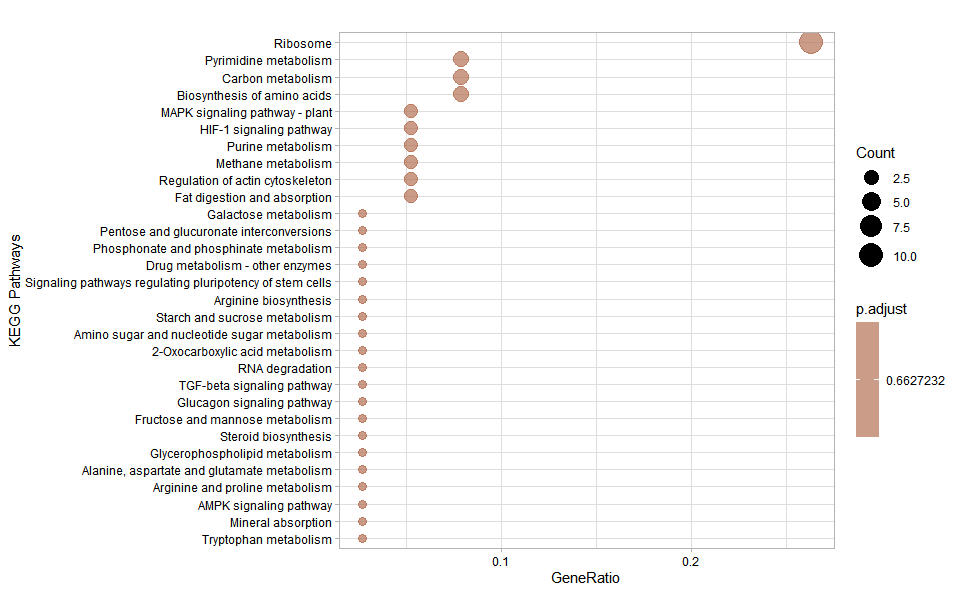 Ribosome
Pyrimidine metabolism
Carbon metabolism
Biosynthesis of amino acids
MAPK signaling pathway - plant
HIF-1 signaling pathway
Purine metabolism
Methane metabolism
Regulation of actin cytoskeleton
Fat digestion and absorption
Galactose metabolism
Pentose and glucuronate interconversions
Phosphonate and phosphinate metabolism
Drug metabolism - other enzymes
Signaling pathways regulating pluripotency of stem cells
Arginine biosynthesis
Starch and sucrose metabolism
Amino sugar and nucleotide sugar metabolism
2-Oxocarboxylic acid metabolism
RNA degradation
TGF-beta signaling pathway
Glucagon signaling pathway
Fructose and mannose metabolism
Steroid biosynthesis
Glycerophospholipid metabolism
Alanine, aspartate and glutamate metabolism
Arginine and proline metabolism
AMPK signaling pathway
Mineral absorption
Tryptophan metabolism
KEGG Pathways
0.1
0.2
GeneRatio
Count
2.5
5.0
7.5
10.0
p.adjust
0.6627232